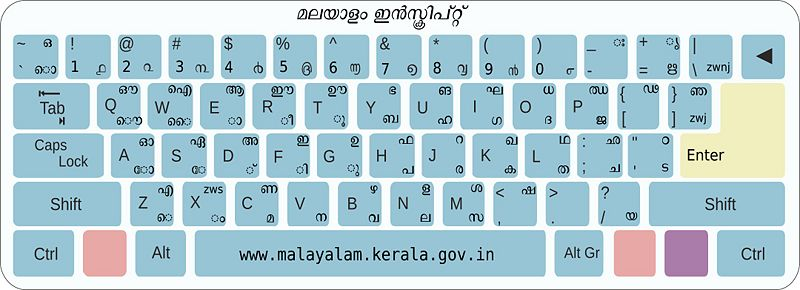 മലയാളം ഇൻസ്ക്രിപ്റ്റ്
~ ഒ ! @ # $ % ^ & * ( ) _ ഃ + ൃ |
` ൊ 1 ൧ 2 ൨ 3 ൩ 4 ൪ 5 ൫ 6 ൬ 7 ൭ 8 ൮ 9 ൯ 0 - = ഋ \ zwnj
ഔ ഐ ആ ഈ ഊ ഭ ങ ഘ ധ ഝ { ഢ } ഞ
Tab Q ൗ W ൈ E ാ R ീ T ൂ Y ബ U ഹ I ഗ O ദ P ജ [ ] zwj
Caps ഓ ഏ അ ഇ ഉ ഫ റ ഖ ഥ : ഛ " ഠ
Lock A ോ S േ D ് F ി G ു H പ J ര K ക L ത ; ച ' ട Enter
എ zws ണ ഴ ള ശ < ഷ > ?
Shift Z െ X ം C മ V ന B വ N ല M സ , . / യ Shift
Ctrl Alt www.malayalam.kerala.gov.in Alt Gr Ctrl